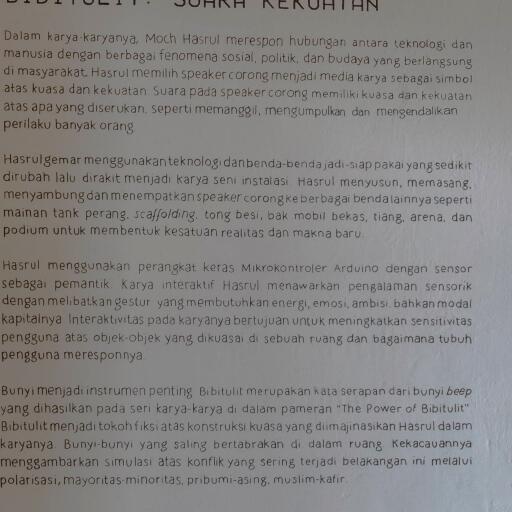 BIBITULIT: SUARA KEKUATAN
Dalam karya-karyanya, Moch Hasrul merespon hubungan antara teknologi dan
manusia dengan berbagai fenomena sosial, politik, dan budaya yang berlangsung
di masyarakat. Hasrul memilih speaker corong menjadi media karya sebagai simbol
atas kuasa dan kekuatan. Suara pada speaker corong memiliki kuasa dan kekuatan
atas apa yang diserukan, seperti memanggil, mengumpulkan dan mengendalikan
perilaku banyak orang.
Hasrul gemar menggunakan teknologi dan benda-benda jadi-siap pakai yang sedikit
dirubah lalu dirakit menjadi karya seni instalasi. Hasrul menyusun, memasang,
menyambung dan menempatkan speaker corong ke berbagai benda lainnya seperti
mainan tank perang, scaffolding, tong besi, bak mobil bekas, tiang, arena, dan
podium untuk membentuk kesatuan realitas dan makna baru.
Hasrul menggunakan perangkat keras Mikrokontroler Arduino dengan sensor
sebagai pemantik. Karya interaktif Hasrul menawarkan pengalaman sensorik
dengan melibatkan gestur yang membutuhkan energi, emosi, ambisi, bahkan modal
kapitalnya. Interaktivitas pada karyanya bertujuan untuk meningkatkan sensitivitas
pengguna atas objek-objek yang dikuasai di sebuah ruang dan bagaimana tubuh
pengguna meresponnya.
Bunyi menjadi instrumen penting. Bibitulit merupakan kata serapan dari bunyi beep
yang dihasilkan pada seri karya-karya di dalam pameran "The Power of Bibitulit".
Bibitulit menjadi tokoh fiksi atas konstruksi kuasa yang diimajinasikan Hasrul dalam
karyanya. Bunyi-bunyi yang saling bertabrakan di dalam ruang. Kekacauannya
menggambarkan simulasi atas konflik yang sering terjadi belakangan ini melalui
polarisasi, mayoritas-minoritas, pribumi-asing, muslim-kafir.